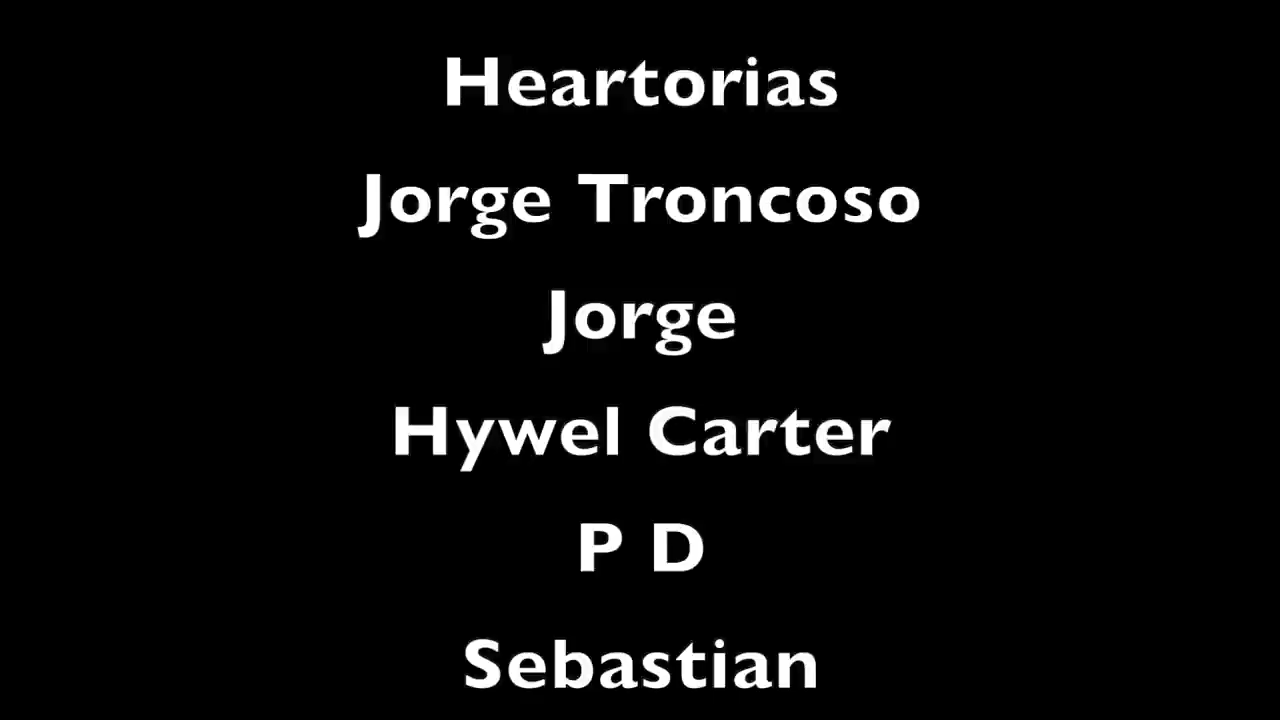 Heartorias
Jorge Troncoso
Jorge
Hywel Carter
P D
Sebastian